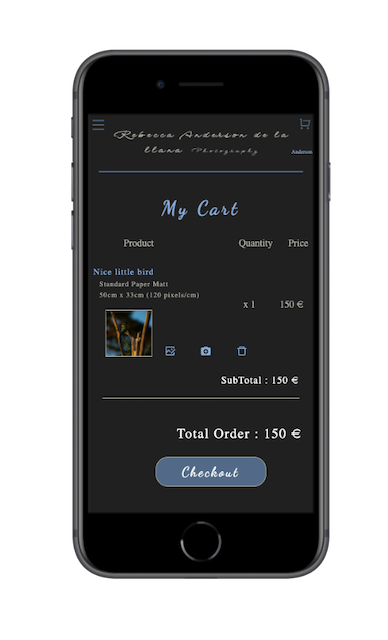 Rebecca Anderson de la
llana Photography
Anderson
My Cart
Product Quantity Price
Nice little bird
Standard Paper Matt
50cm x 33cm (120 pixels/cm)
x 1 150 €
SubTotal : 150 €
Total Order : 150 €
Checkout